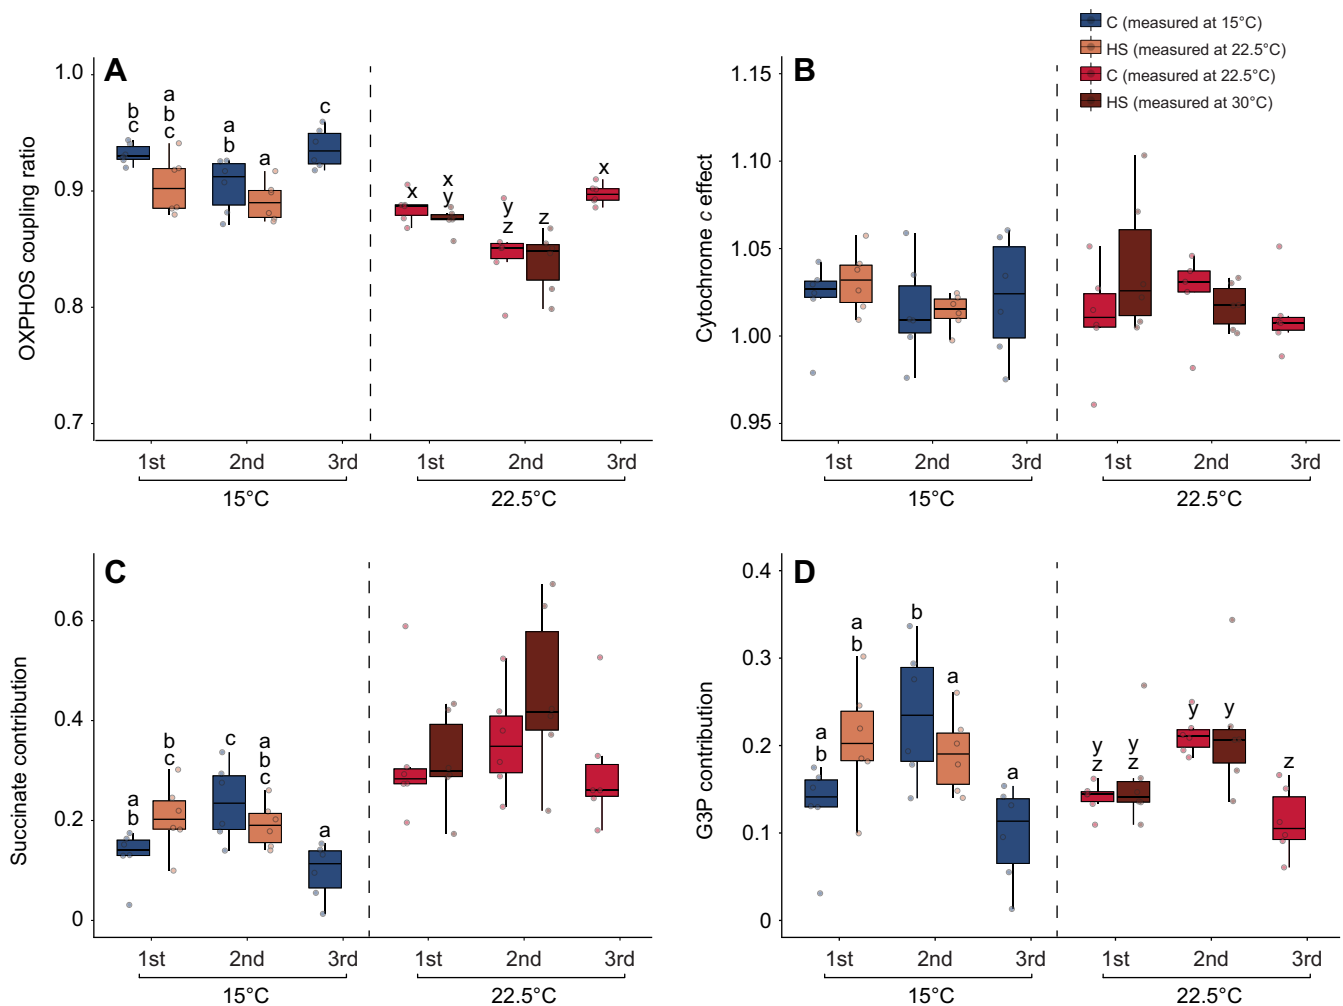 A
OXPHOS coupling ratio
1.0
0.9
0.8
0.7
b
c
a
b
c
a
b
a
c
x
x
y
y
z
z
x
1st
2nd
3rd
1st
2nd
3rd
15°C
22.5°C
B
Cytochrome c effect
1.15
1.10
1.05
1.00
0.95
C (measured at 15°C)
HS (measured at 22.5°C)
C (measured at 22.5°C)
HS (measured at 30°C)
1st
2nd
3rd
1st
2nd
3rd
15°C
22.5°C
C
Succinate contribution
0.6
0.4
0.2
0
a
b
b
c
c
a
b
c
a
1st
2nd
3rd
1st
2nd
3rd
15°C
22.5°C
D
G3P contribution
0.4
0.3
0.2
0.1
0
a
b
a
b
b
a
a
y
z
y
z
y
y
z
1st
2nd
3rd
1st
2nd
3rd
15°C
22.5°C